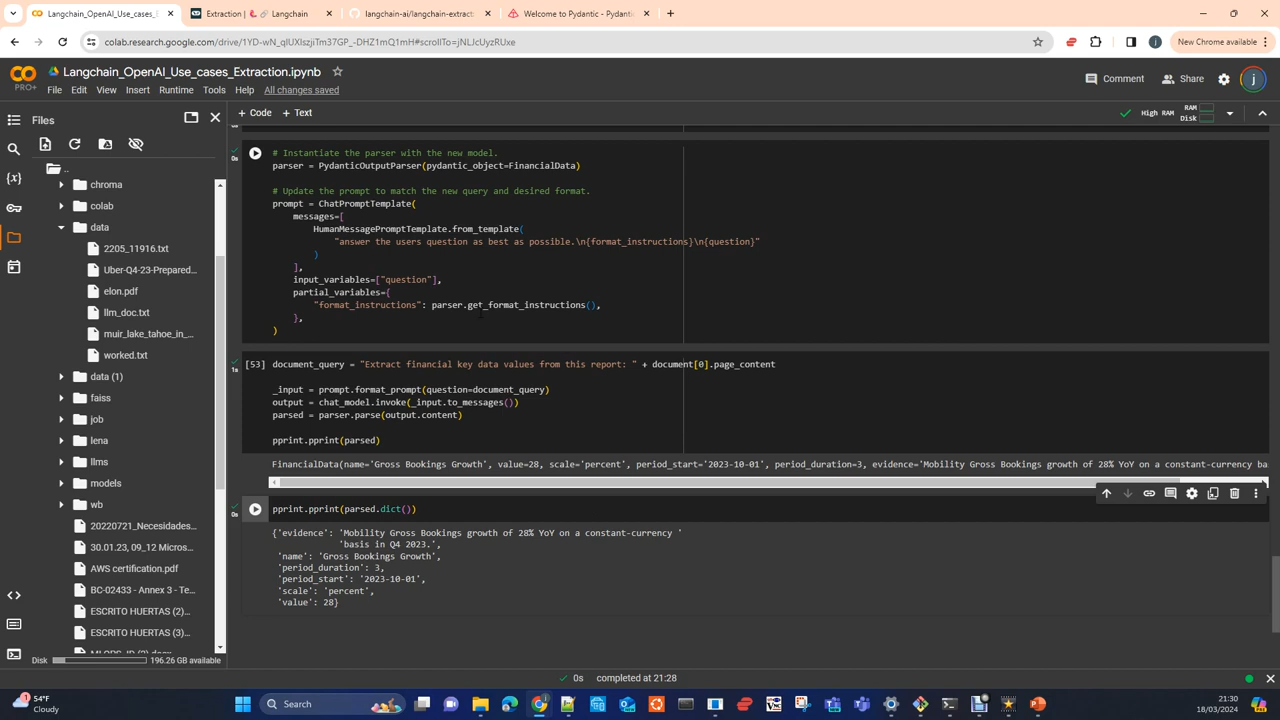 Langchain_OpenAI_Use_cases_E
Extraction | 🦜️🔗 Langchain
langchain-ai/langchain-extract:
Welcome to Pydantic - Pydantic
colab.research.google.com/drive/1YD-wN_qIUXIszjiTm37GP_-DHZ1mQ1mH#scrollTo=jNLJcUyzRUxe
New Chrome available
Langchain_OpenAI_Use_cases_Extraction.ipynb
PRO+
File Edit View Insert Runtime Tools Help All changes saved
Comment Share
j
Files
+ Code + Text
High RAM RAM Disk
..
chroma
colab
data
2205_11916.txt
Uber-Q4-23-Prepared...
elon.pdf
llm_doc.txt
muir_lake_tahoe_in_...
worked.txt
data (1)
faiss
job
lena
llms
models
wb
20220721_Necesidades...
30.01.23, 09_12 Micros...
AWS certification.pdf
BC-02433 - Annex 3 - Te...
ESCRITO HUERTAS (2)...
ESCRITO HUERTAS (3)...
Disk 196.26 GB available
0s
# Instantiate the parser with the new model.
parser = PydanticOutputParser(pydantic_object=FinancialData)
# Update the prompt to match the new query and desired format.
prompt = ChatPromptTemplate(
messages=[
HumanMessagePromptTemplate.from_template(
"answer the users question as best as possible.\n{format_instructions}\n{question}"
)
],
input_variables=["question"],
partial_variables={
"format_instructions": parser.get_format_instructions(),
},
)
[53] document_query = "Extract financial key data values from this report: " + document[0].page_content
1s
_input = prompt.format_prompt(question=document_query)
output = chat_model.invoke(_input.to_messages())
parsed = parser.parse(output.content)
pprint.pprint(parsed)
FinancialData(name='Gross Bookings Growth', value=28, scale='percent', period_start='2023-10-01', period_duration=3, evidence='Mobility Gross Bookings growth of 28% YoY on a constant-currency ba
pprint.pprint(parsed.dict())
0s
{'evidence': 'Mobility Gross Bookings growth of 28% YoY on a constant-currency '
'basis in Q4 2023.',
'name': 'Gross Bookings Growth',
'period_duration': 3,
'period_start': '2023-10-01',
'scale': 'percent',
'value': 28}
0s completed at 21:28
54°F
Cloudy
Search
21:30
18/03/2024